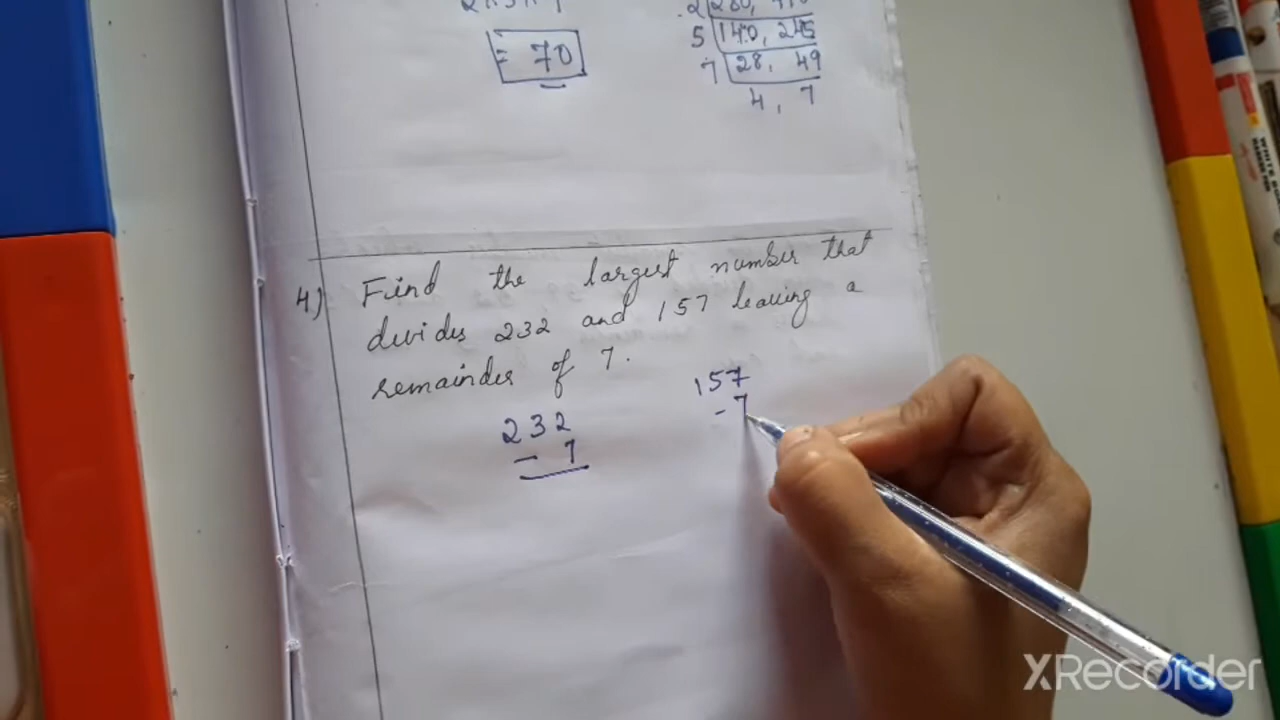 = 70
5 140, 245
7 28, 49
4, 7
4) Find the largest number that
divides 232 and 157 leaving a
remainder of 7.
232
- 7
157
- 7
XRecorder